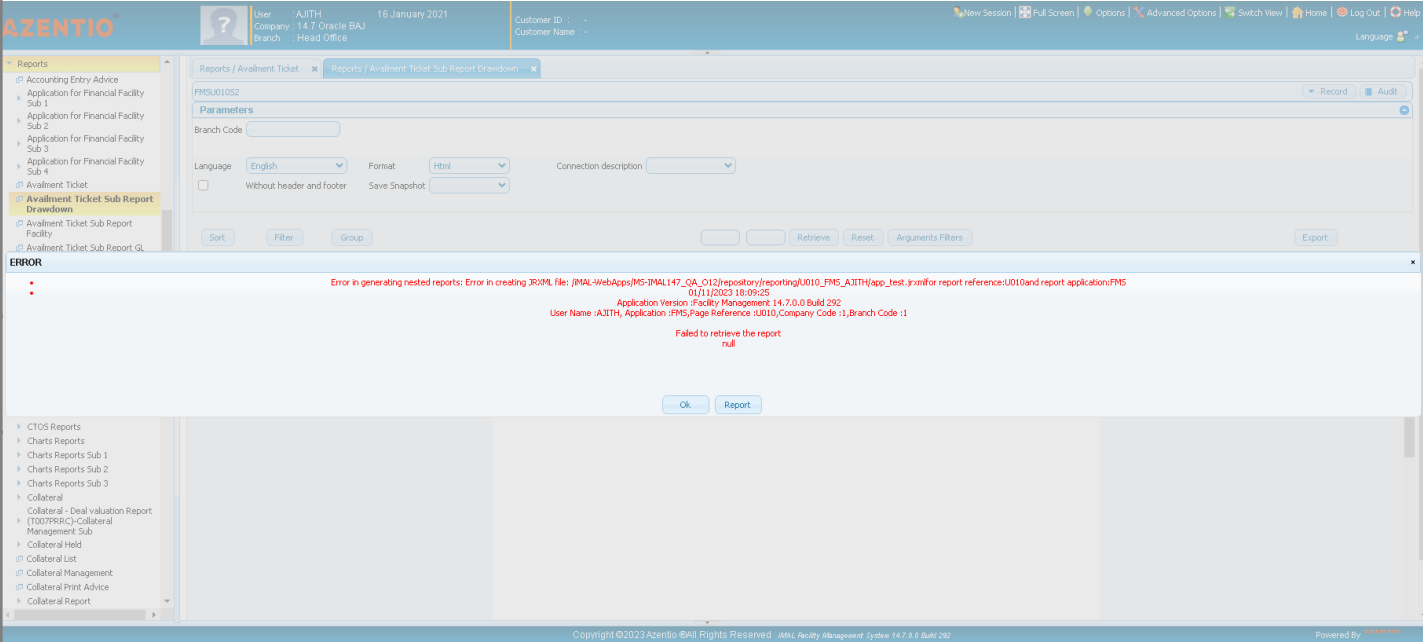 AZENTIO
User : AJITH 16 January 2021
Company : 14.7 Oracle BAJ
Branch : Head Office
Customer ID : -
Customer Name : -
New Session | Full Screen | Options | Advanced Options | Switch View | Home | Log Out | Help
Language
Reports
Accounting Entry Advice
Application for Financial Facility
Sub 1
Application for Financial Facility
Sub 2
Application for Financial Facility
Sub 3
Application for Financial Facility
Sub 4
Availment Ticket
Availment Ticket Sub Report
Drawdown
Availment Ticket Sub Report
Facility
Availment Ticket Sub Report GL
Reports / Availment Ticket × Reports / Availment Ticket Sub Report Drawdown ×
FMSU010S2 Record Audit
Parameters
Branch Code
Language English Format Html Connection description
Without header and footer Save Snapshot
Sort Filter Group Retrieve Reset Arguments Filters Export
ERROR ×
• Error in generating nested reports: Error in creating JRXML file: /iMAL-WebApps/MS-IMAL147_QA_O12/repository/reporting/U010_FMS_AJITH/app_test.jrxmlfor report reference:U010and report application:FMS
• 01/11/2023 18:09:25
Application Version :Facility Management 14.7.0.0 Build 292
User Name :AJITH, Application :FMS,Page Reference :U010,Company Code :1,Branch Code :1
Failed to retrieve the report
null
Ok Report
CTOS Reports
Charts Reports
Charts Reports Sub 1
Charts Reports Sub 2
Charts Reports Sub 3
Collateral
Collateral - Deal valuation Report
(T007PRRC)-Collateral
Management Sub
Collateral Held
Collateral List
Collateral Management
Collateral Print Advice
Collateral Report
Copyright ©2023 Azentio ®All Rights Reserved iMAL Facility Management System 14.7.0.0 Build 292
Powered By AZENTIO